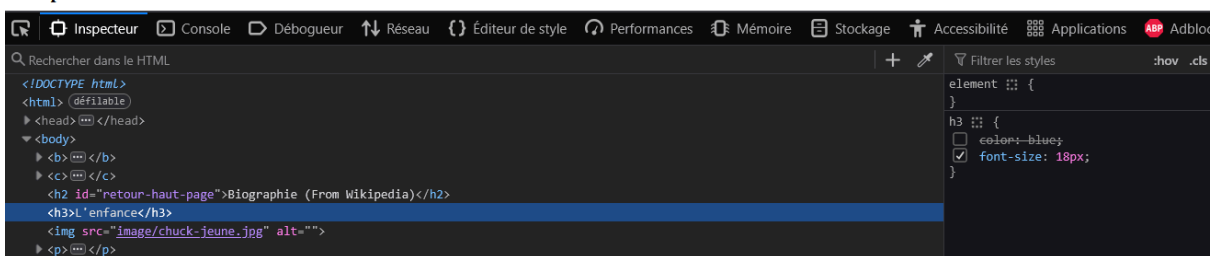 Inspecteur Console Débogueur Réseau {} Éditeur de style Performances Mémoire Stockage Accessibilité Applications ABP Adbloc
Rechercher dans le HTML + Filtrer les styles :hov .cls
<!DOCTYPE html>
<html> défilable
<head> ... </head>
<body>
<b> ... </b>
<c> ... </c>
<h2 id="retour-haut-page">Biographie (From Wikipedia)</h2>
<h3>L'enfance</h3>
<img src="image/chuck-jeune.jpg" alt="">
<p> ... </p>
element {
}
h3 {
color: blue;
font-size: 18px;
}